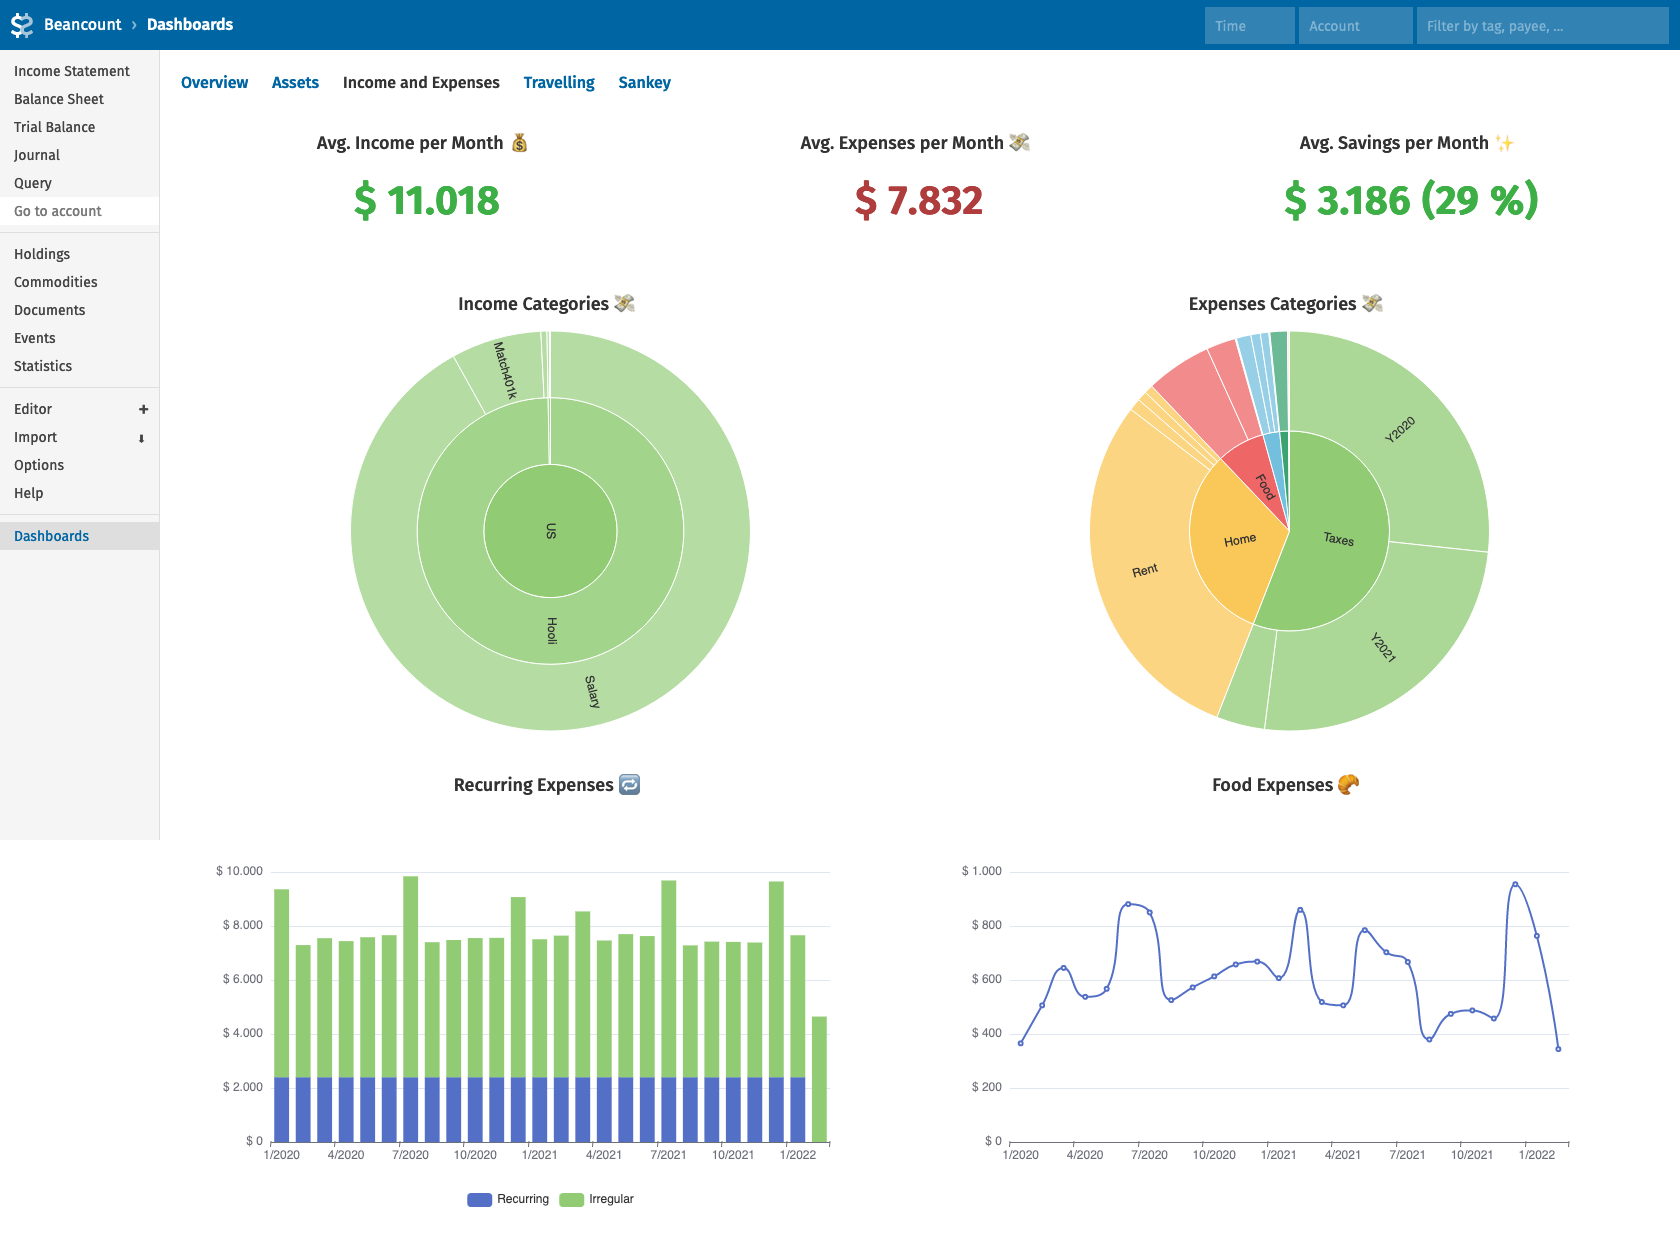 Beancount › Dashboards
Time
Account
Filter by tag, payee, ...
Income Statement
Balance Sheet
Trial Balance
Journal
Query
Go to account
Holdings
Commodities
Documents
Events
Statistics
Editor +
Import
Options
Help
Dashboards
Overview Assets Income and Expenses Travelling Sankey
Avg. Income per Month 💰
$ 11.018
Avg. Expenses per Month 💸
$ 7.832
Avg. Savings per Month ✨
$ 3.186 (29 %)
Income Categories 💸
Match401k
US
Hooli
Salary
Expenses Categories 💸
Y2020
Food
Taxes
Home
Rent
Y2021
Recurring Expenses 🔁
$ 10.000
$ 8.000
$ 6.000
$ 4.000
$ 2.000
$ 0
1/2020 4/2020 7/2020 10/2020 1/2021 4/2021 7/2021 10/2021 1/2022
Recurring Irregular
Food Expenses 🥐
$ 1.000
$ 800
$ 600
$ 400
$ 200
$ 0
1/2020 4/2020 7/2020 10/2020 1/2021 4/2021 7/2021 10/2021 1/2022